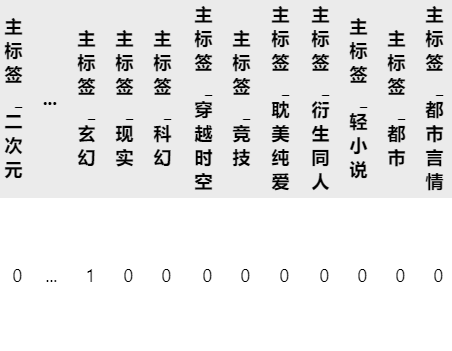 主标签_二次元 ... 主标签_玄幻 主标签_现实 主标签_科幻 主标签_穿越时空 主标签_竞技 主标签_耽美纯爱 主标签_衍生同人 主标签_轻小说 主标签_都市 主标签_都市言情
0 ... 1 0 0 0 0 0 0 0 0 0